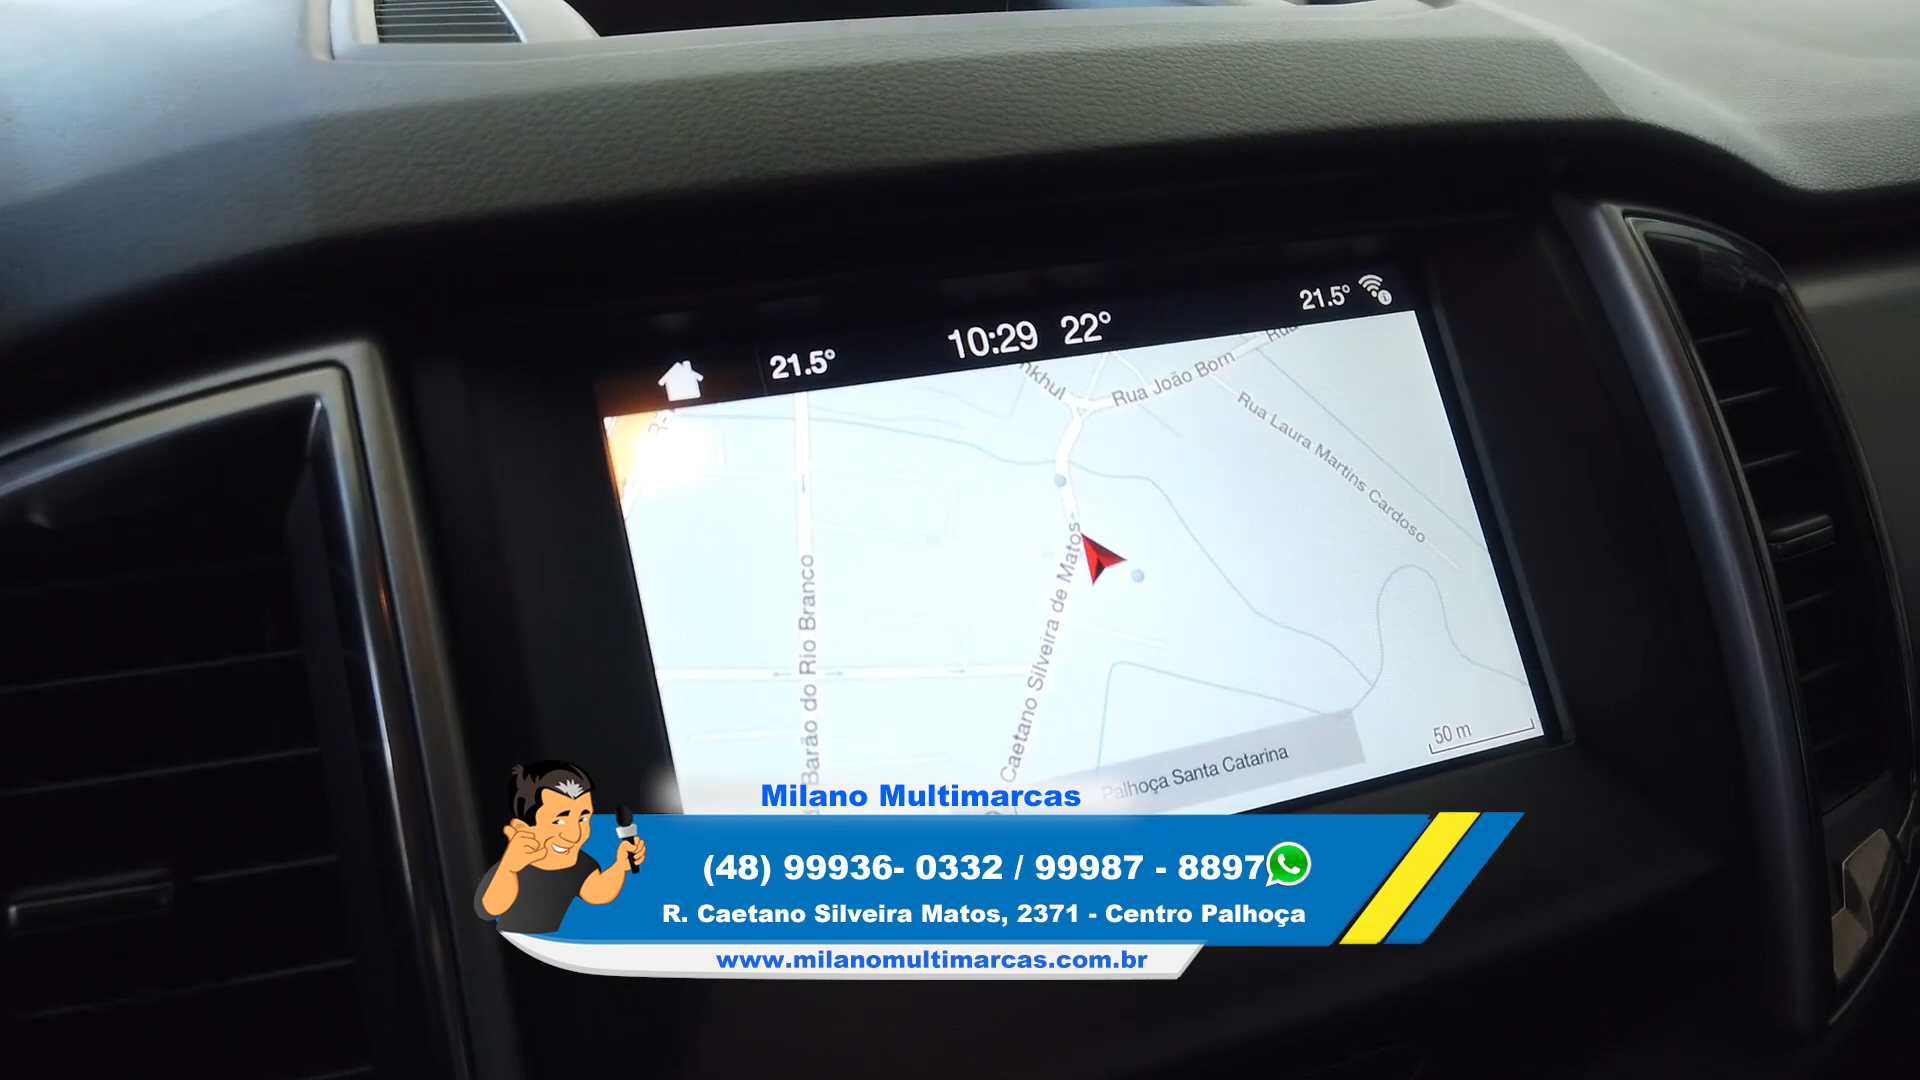 21.5°
10:29 22°
21.5°
nkhul
Rua João Born
Rua
Rua Laura Martins Cardoso
R-
Barão do Rio Branco
Caetano Silveira de Matos-
50 m
Palhoça Santa Catarina
Milano Multimarcas
(48) 99936- 0332 / 99987 - 8897
R. Caetano Silveira Matos, 2371 - Centro Palhoça
www.milanomultimarcas.com.br